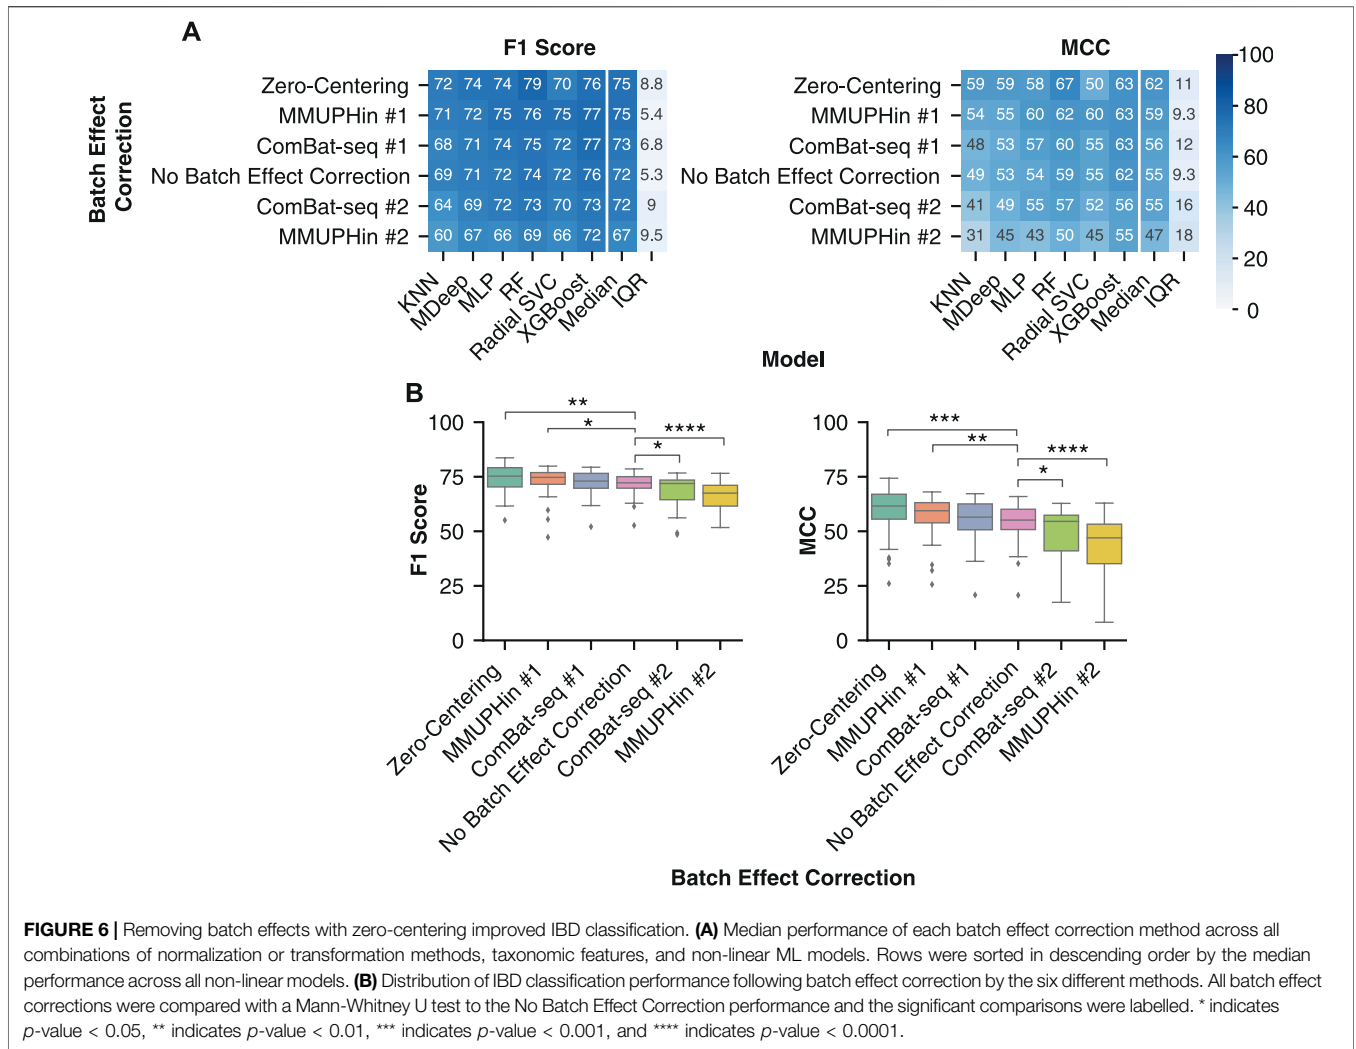 A
F1 Score
MCC
Batch Effect
Correction
Zero-Centering 72 74 74 79 70 76 75 8.8
MMUPHin #1 71 72 75 76 75 77 75 5.4
ComBat-seq #1 68 71 74 75 72 77 73 6.8
No Batch Effect Correction 69 71 72 74 72 76 72 5.3
ComBat-seq #2 64 69 72 73 70 73 72 9
MMUPHin #2 60 67 66 69 66 72 67 9.5
KNN MDeep MLP RF Radial SVC XGBoost Median IQR
Zero-Centering 59 59 58 67 50 63 62 11
MMUPHin #1 54 55 60 62 60 63 59 9.3
ComBat-seq #1 48 53 57 60 55 63 56 12
No Batch Effect Correction 49 53 54 59 55 62 55 9.3
ComBat-seq #2 41 49 55 57 52 56 55 16
MMUPHin #2 31 45 43 50 45 55 47 18
KNN MDeep MLP RF Radial SVC XGBoost Median IQR
100
80
60
40
20
0
Model
B
F1 Score
100
75
50
25
0
** * * ****
Zero-Centering
MMUPHin #1
ComBat-seq #1
No Batch Effect Correction
ComBat-seq #2
MMUPHin #2
MCC
100
75
50
25
0
*** ** * ****
Zero-Centering
MMUPHin #1
ComBat-seq #1
No Batch Effect Correction
ComBat-seq #2
MMUPHin #2
Batch Effect Correction
FIGURE 6 | Removing batch effects with zero-centering improved IBD classification. (A) Median performance of each batch effect correction method across all
combinations of normalization or transformation methods, taxonomic features, and non-linear ML models. Rows were sorted in descending order by the median
performance across all non-linear models. (B) Distribution of IBD classification performance following batch effect correction by the six different methods. All batch effect
corrections were compared with a Mann-Whitney U test to the No Batch Effect Correction performance and the significant comparisons were labelled. * indicates
p-value < 0.05, ** indicates p-value < 0.01, *** indicates p-value < 0.001, and **** indicates p-value < 0.0001.